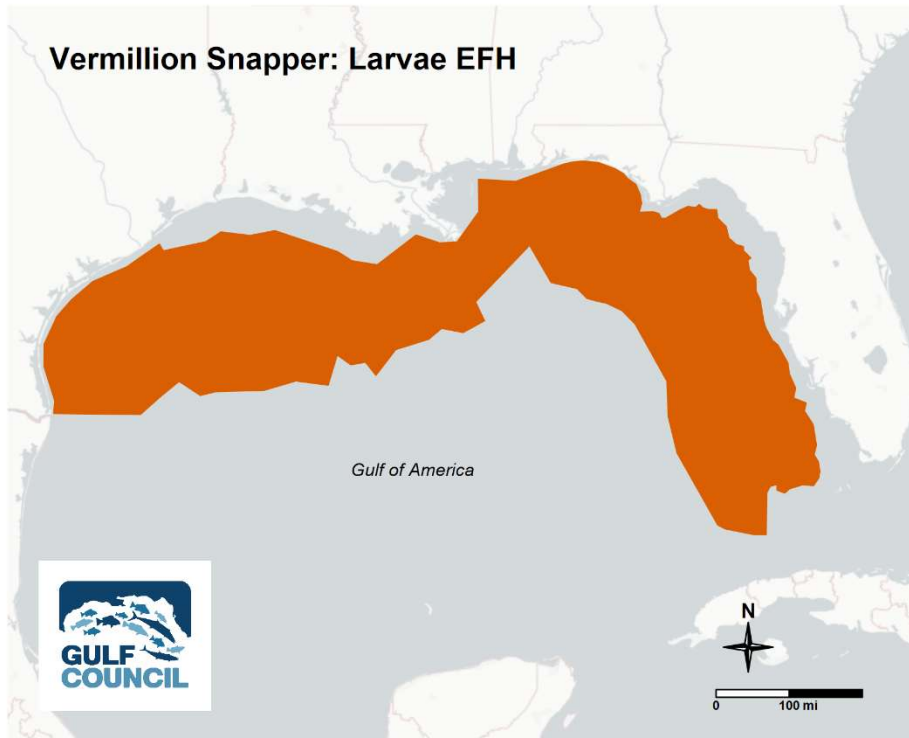 Vermillion Snapper: Larvae EFH
Gulf of America
GULF
COUNCIL
N
0 100 mi